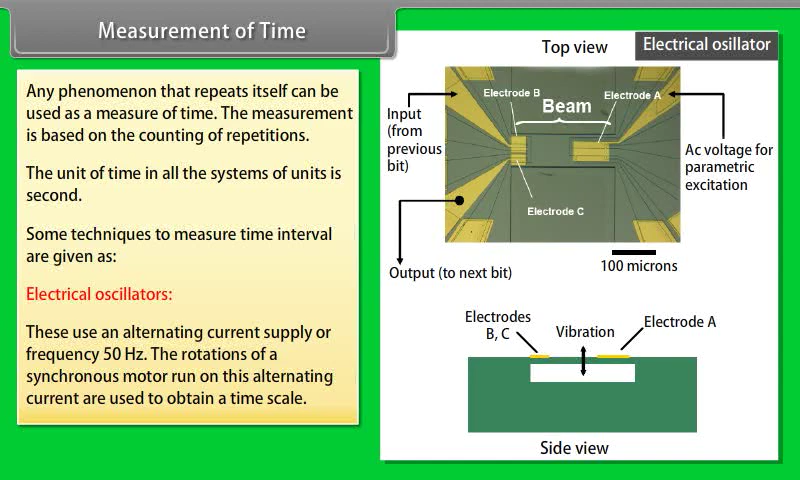 Measurement of Time
Any phenomenon that repeats itself can be
used as a measure of time. The measurement
is based on the counting of repetitions.
The unit of time in all the systems of units is
second.
Some techniques to measure time interval
are given as:
Electrical oscillators:
These use an alternating current supply or
frequency 50 Hz. The rotations of a
synchronous motor run on this alternating
current are used to obtain a time scale.
Electrical osillator
Top view
Electrode B
Electrode A
Beam
Input
(from
previous
bit)
Ac voltage for
parametric
excitation
Electrode C
Output (to next bit)
100 microns
Electrodes
B, C
Vibration
Electrode A
Side view